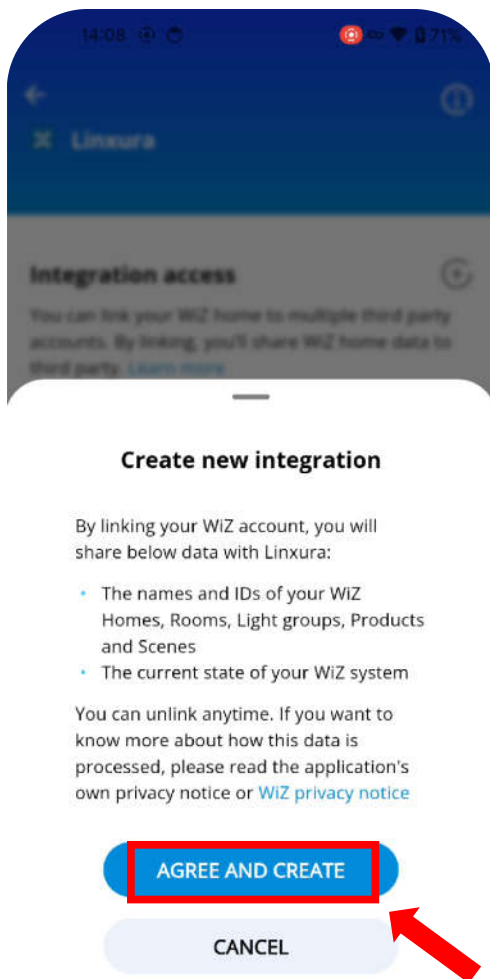 14:08
71%
Linxura
Integration access
You can link your WiZ home to multiple third party
accounts. By linking, you'll share WiZ home data to
third party. Learn more
Create new integration
By linking your WiZ account, you will
share below data with Linxura:
• The names and IDs of your WiZ
Homes, Rooms, Light groups, Products
and Scenes
• The current state of your WiZ system
You can unlink anytime. If you want to
know more about how this data is
processed, please read the application's
own privacy notice or WiZ privacy notice
AGREE AND CREATE
CANCEL